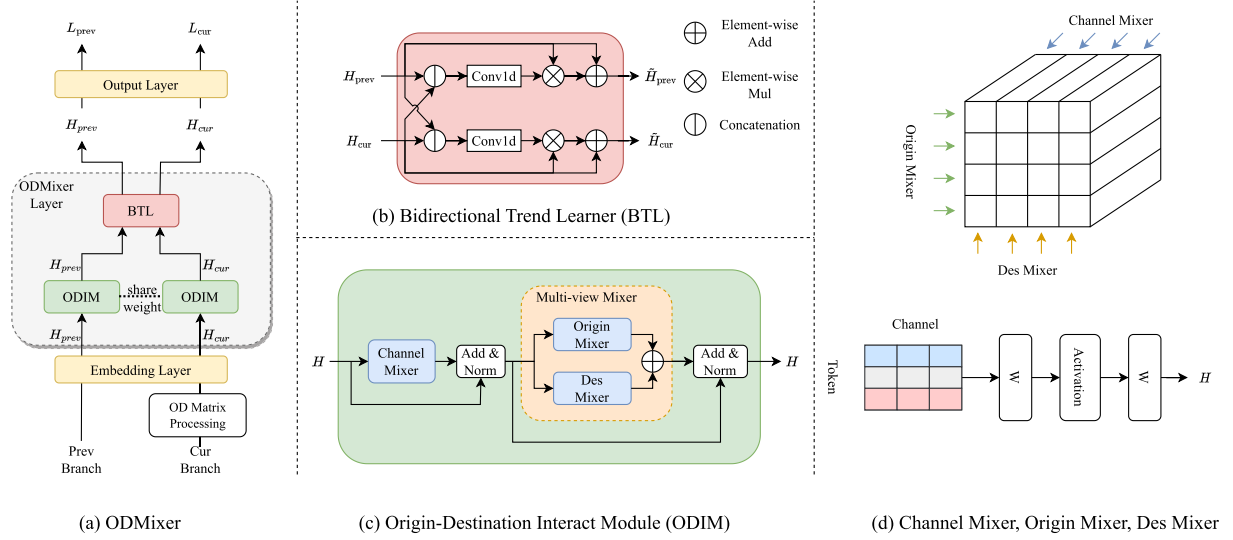 L_prev
L_cur
Output Layer
H_prev
H_cur
ODMixer
Layer
BTL
H_prev
H_cur
ODIM
share
weight
ODIM
H_prev
H_cur
Embedding Layer
OD Matrix
Processing
Prev
Branch
Cur
Branch
(a) ODMixer
H_prev
Conv1d
H̃_prev
H_cur
Conv1d
H̃_cur
Element-wise
Add
Element-wise
Mul
Concatenation
(b) Bidirectional Trend Learner (BTL)
Multi-view Mixer
H
Channel
Mixer
Add &
Norm
Origin
Mixer
Des
Mixer
Add &
Norm
H
(c) Origin-Destination Interact Module (ODIM)
Channel Mixer
Origin Mixer
Des Mixer
Channel
Token
W
Activation
W
H
(d) Channel Mixer, Origin Mixer, Des Mixer